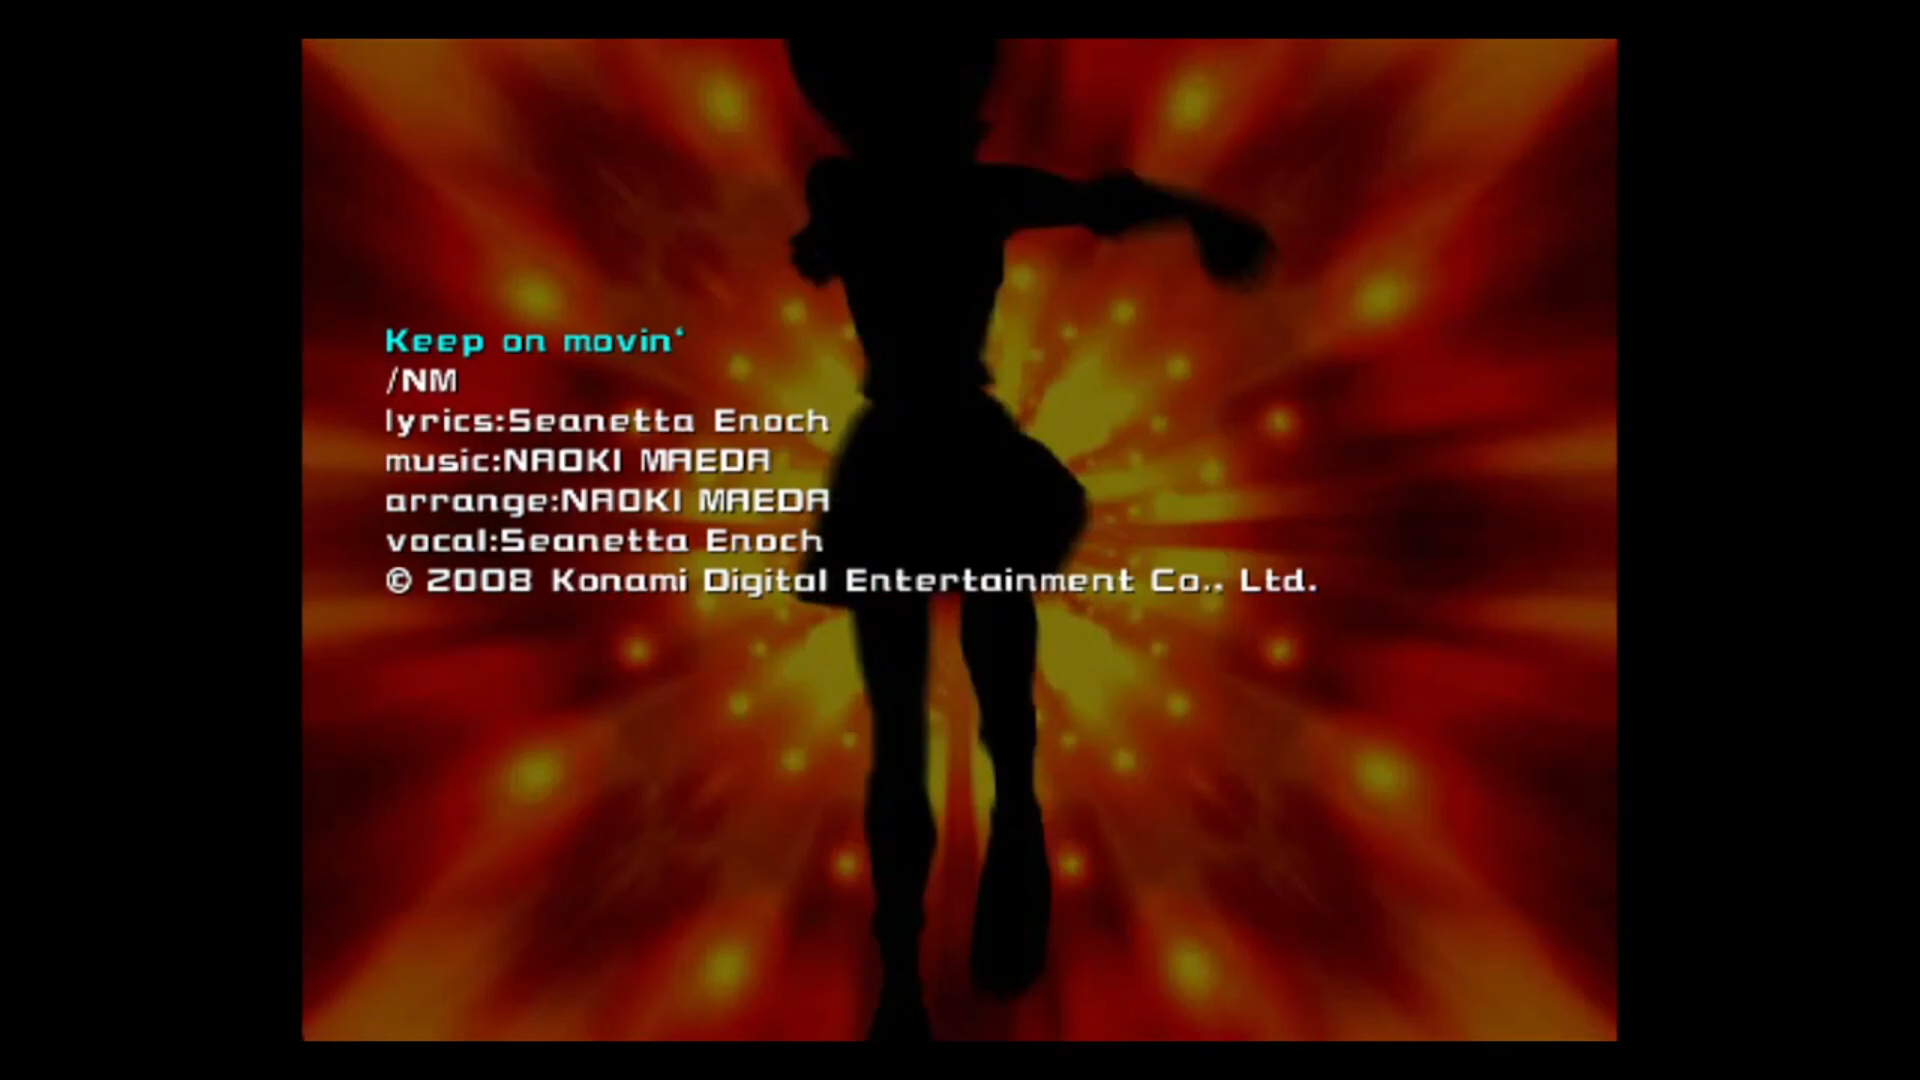 Keep on movin‘
/NM
lyrics:Seanetta Enoch
music:NAOKI MAEDA
arrange:NAOKI MAEDA
vocal:Seanetta Enoch
© 2008 Konami Digital Entertainment Co., Ltd.